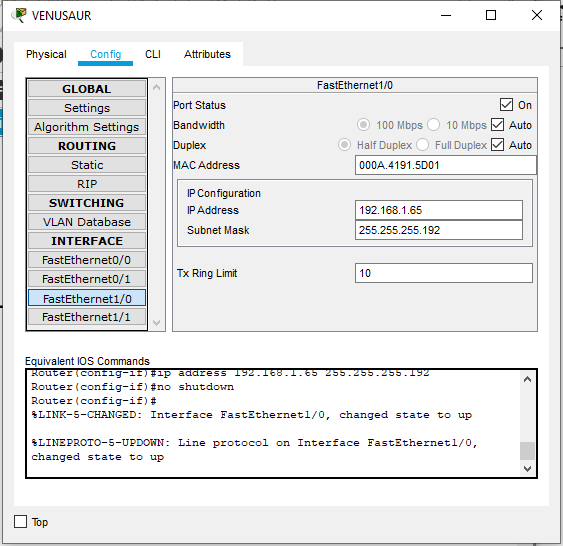 VENUSAUR
Physical Config CLI Attributes
GLOBAL
Settings
Algorithm Settings
ROUTING
Static
RIP
SWITCHING
VLAN Database
INTERFACE
FastEthernet0/0
FastEthernet0/1
FastEthernet1/0
FastEthernet1/1
FastEthernet1/0
Port Status On
Bandwidth 100 Mbps 10 Mbps Auto
Duplex Half Duplex Full Duplex Auto
MAC Address 000A.4191.5D01
IP Configuration
IP Address 192.168.1.65
Subnet Mask 255.255.255.192
Tx Ring Limit 10
Equivalent IOS Commands
Router(config-if)#ip address 192.168.1.65 255.255.255.192
Router(config-if)#no shutdown
Router(config-if)#
%LINK-5-CHANGED: Interface FastEthernet1/0, changed state to up
%LINEPROTO-5-UPDOWN: Line protocol on Interface FastEthernet1/0,
changed state to up
Top